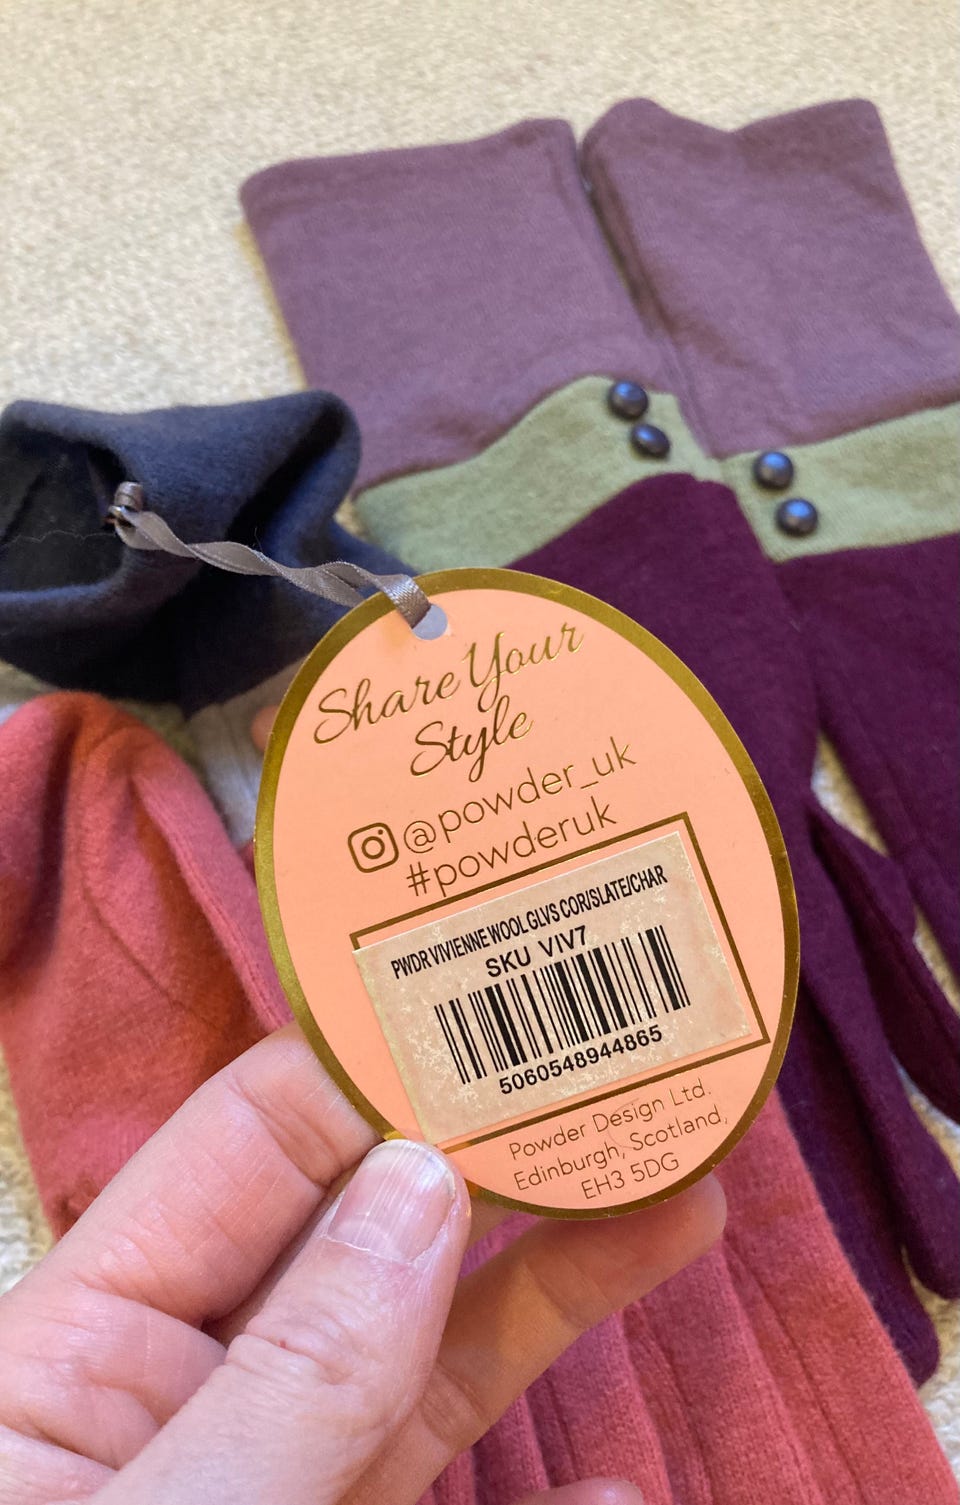 Share Your
Style
@powder_uk
#powderuk
PWDR VIVIENNE WOOL GLVS COR/SLATE/CHAR
SKU VIV7
5060548944865
Powder Design Ltd.
Edinburgh, Scotland,
EH3 5DG